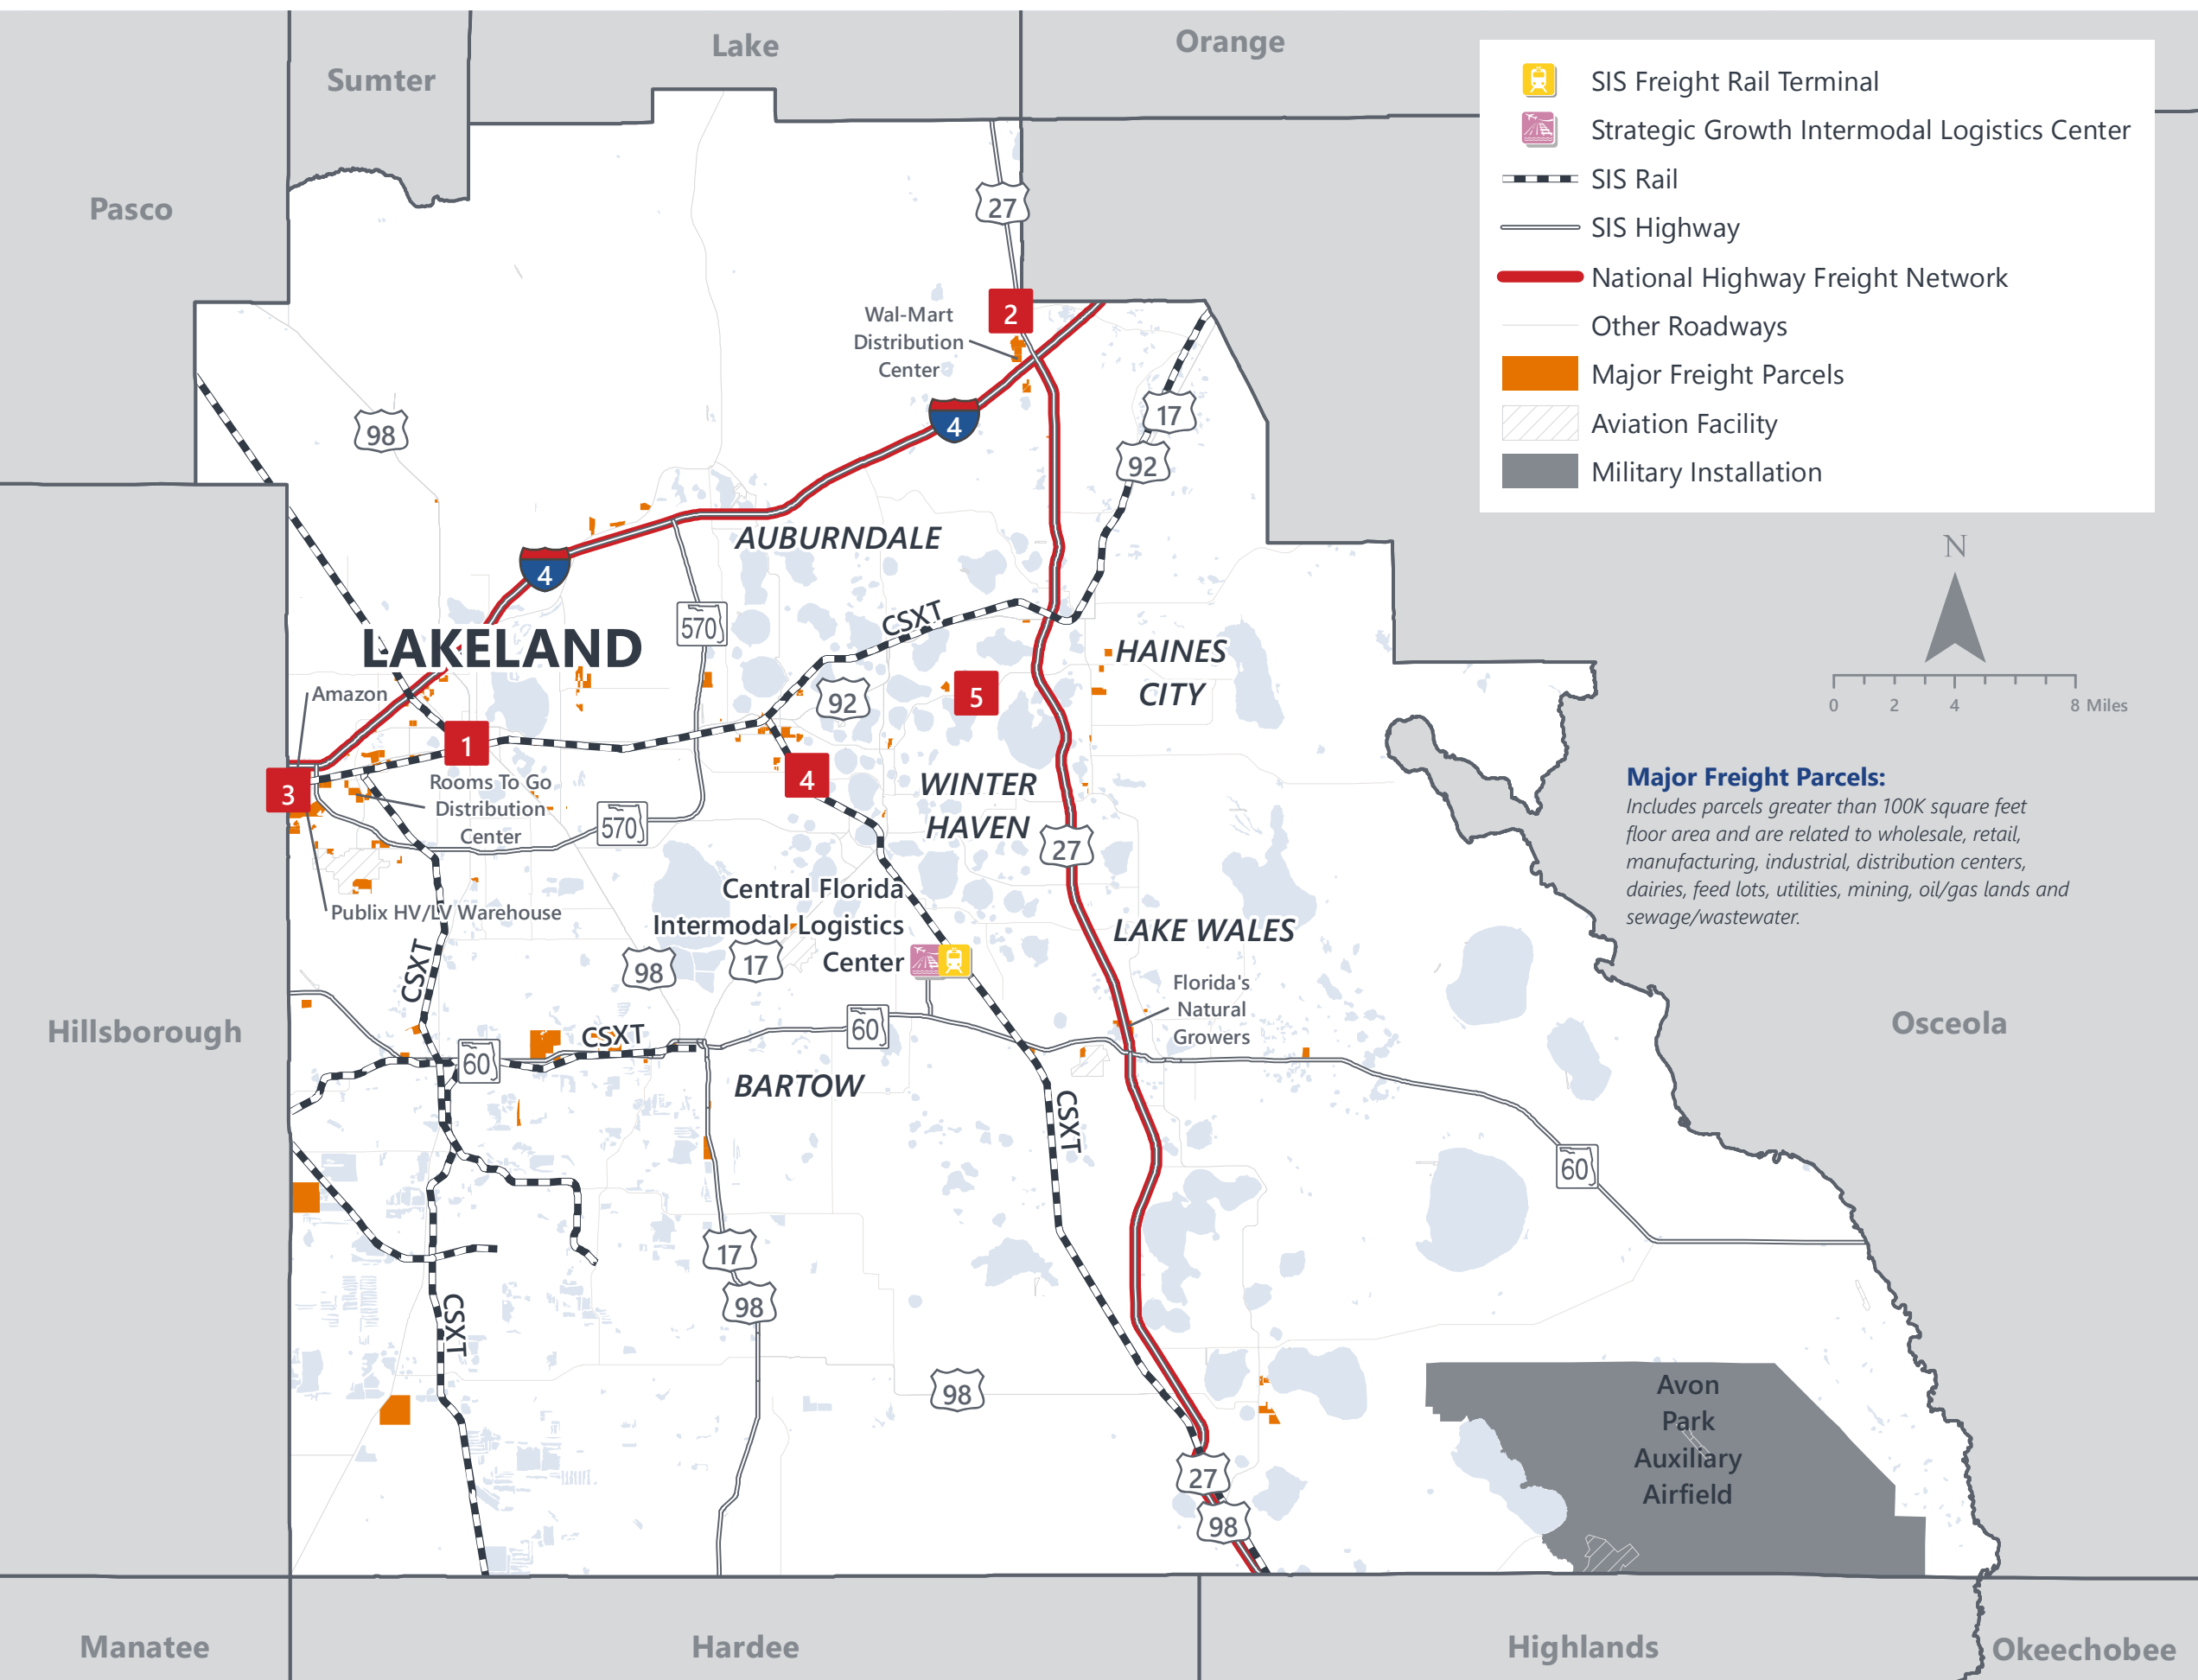 Lake
Orange
Sumter
Pasco
SIS Freight Rail Terminal
Strategic Growth Intermodal Logistics Center
SIS Rail
SIS Highway
National Highway Freight Network
Other Roadways
Major Freight Parcels
Aviation Facility
Military Installation
27
2
Wal-Mart
Distribution
Center
4
17
98
92
AUBURNDALE
4
570
CSXT
LAKELAND
HAINES
CITY
Amazon
92
5
1
3
Rooms To Go
Distribution
Center
4
WINTER
HAVEN
570
27
N
0 2 4 8 Miles
Major Freight Parcels:
Includes parcels greater than 100K square feet
floor area and are related to wholesale, retail,
manufacturing, industrial, distribution centers,
dairies, feed lots, utilities, mining, oil/gas lands and
sewage/wastewater.
Publix HV/LV Warehouse
Central Florida
Intermodal Logistics
Center
LAKE WALES
98
17
CSXT
Florida's
Natural
Growers
Hillsborough
Osceola
60
CSXT
60
BARTOW
CSXT
60
17
98
CSXT
98
27
98
Avon
Park
Auxiliary
Airfield
Manatee
Hardee
Highlands
Okeechobee